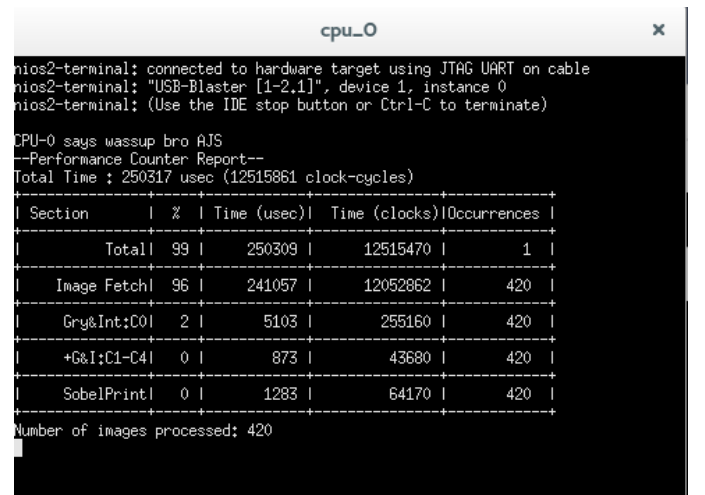 cpu_0
nios2-terminal: connected to hardware target using JTAG UART on cable
nios2-terminal: "USB-Blaster [1-2.1]", device 1, instance 0
nios2-terminal: (Use the IDE stop button or Ctrl-C to terminate)
CPU-0 says wassup bro AJS
--Performance Counter Report--
Total Time : 250317 usec (12515861 clock-cycles)
+---------------+-----+-----------+---------------+-----------+
| Section | % | Time (usec)| Time (clocks)|Occurrences |
+---------------+-----+-----------+---------------+-----------+
| Total| 99 | 250309 | 12515470 | 1 |
+---------------+-----+-----------+---------------+-----------+
| Image Fetch| 96 | 241057 | 12052862 | 420 |
+---------------+-----+-----------+---------------+-----------+
| Gry&Int:C0| 2 | 5103 | 255160 | 420 |
+---------------+-----+-----------+---------------+-----------+
| +G&I:C1-C4| 0 | 873 | 43680 | 420 |
+---------------+-----+-----------+---------------+-----------+
| SobelPrint| 0 | 1283 | 64170 | 420 |
+---------------+-----+-----------+---------------+-----------+
Number of images processed: 420